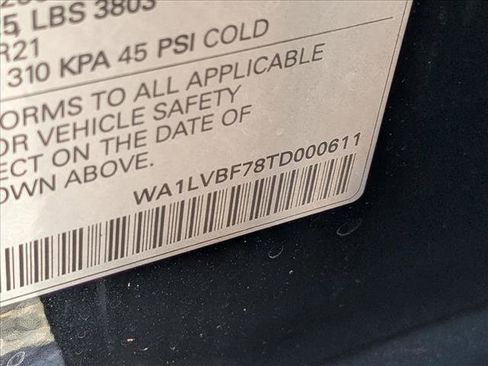 5, LBS 3803
R21
310 KPA 45 PSI COLD
ORMS TO ALL APPLICABLE
OR VEHICLE SAFETY
ECT ON THE DATE OF
OWN ABOVE.
WA1LVBF78TD000611